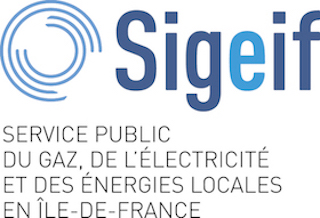 Sigeif
SERVICE PUBLIC
DU GAZ, DE L'ÉLECTRICITÉ
ET DES ÉNERGIES LOCALES
EN ÎLE-DE-FRANCE